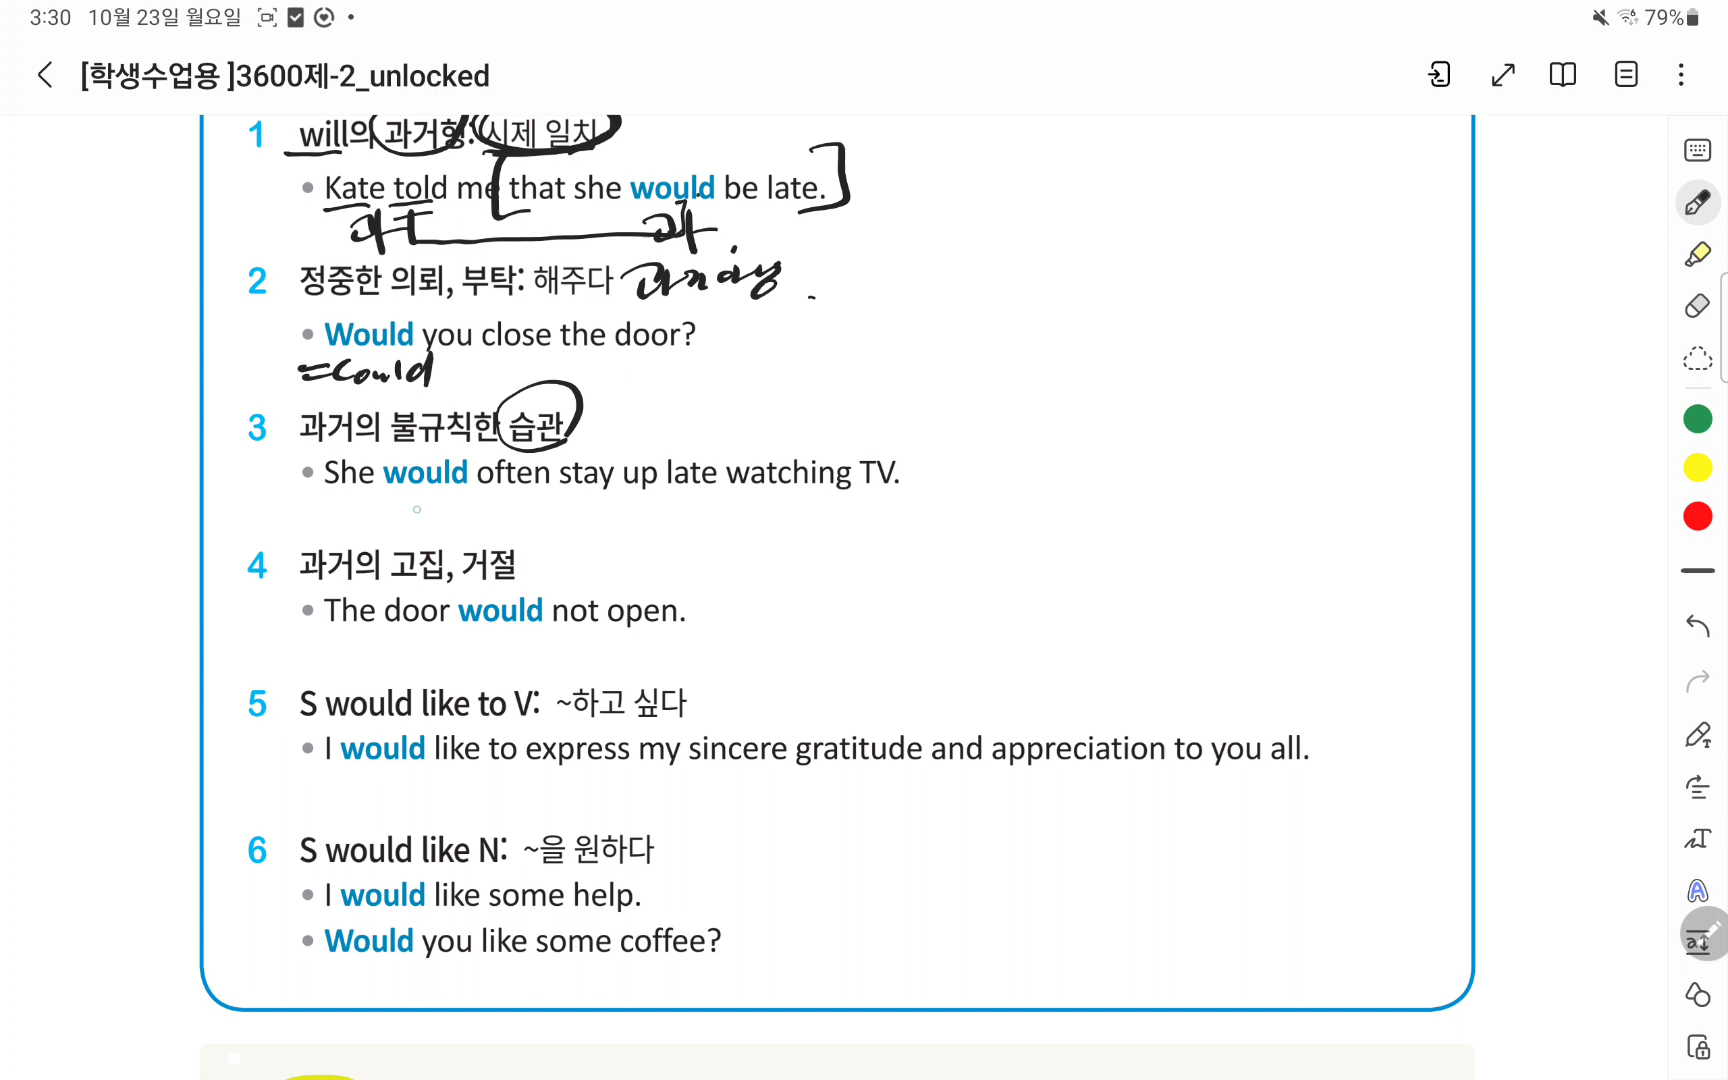 3:30 10월 23일 월요일 79%
[학생수업용 ]3600제-2_unlocked
1 will의 과거형: 시제 일치
• Kate told me that she would be late.
과 과
2 정중한 의뢰, 부탁: 해주다
• Would you close the door?
=could
3 과거의 불규칙한 습관
• She would often stay up late watching TV.
4 과거의 고집, 거절
• The door would not open.
5 S would like to V: ~하고 싶다
• I would like to express my sincere gratitude and appreciation to you all.
6 S would like N: ~을 원하다
• I would like some help.
• Would you like some coffee?